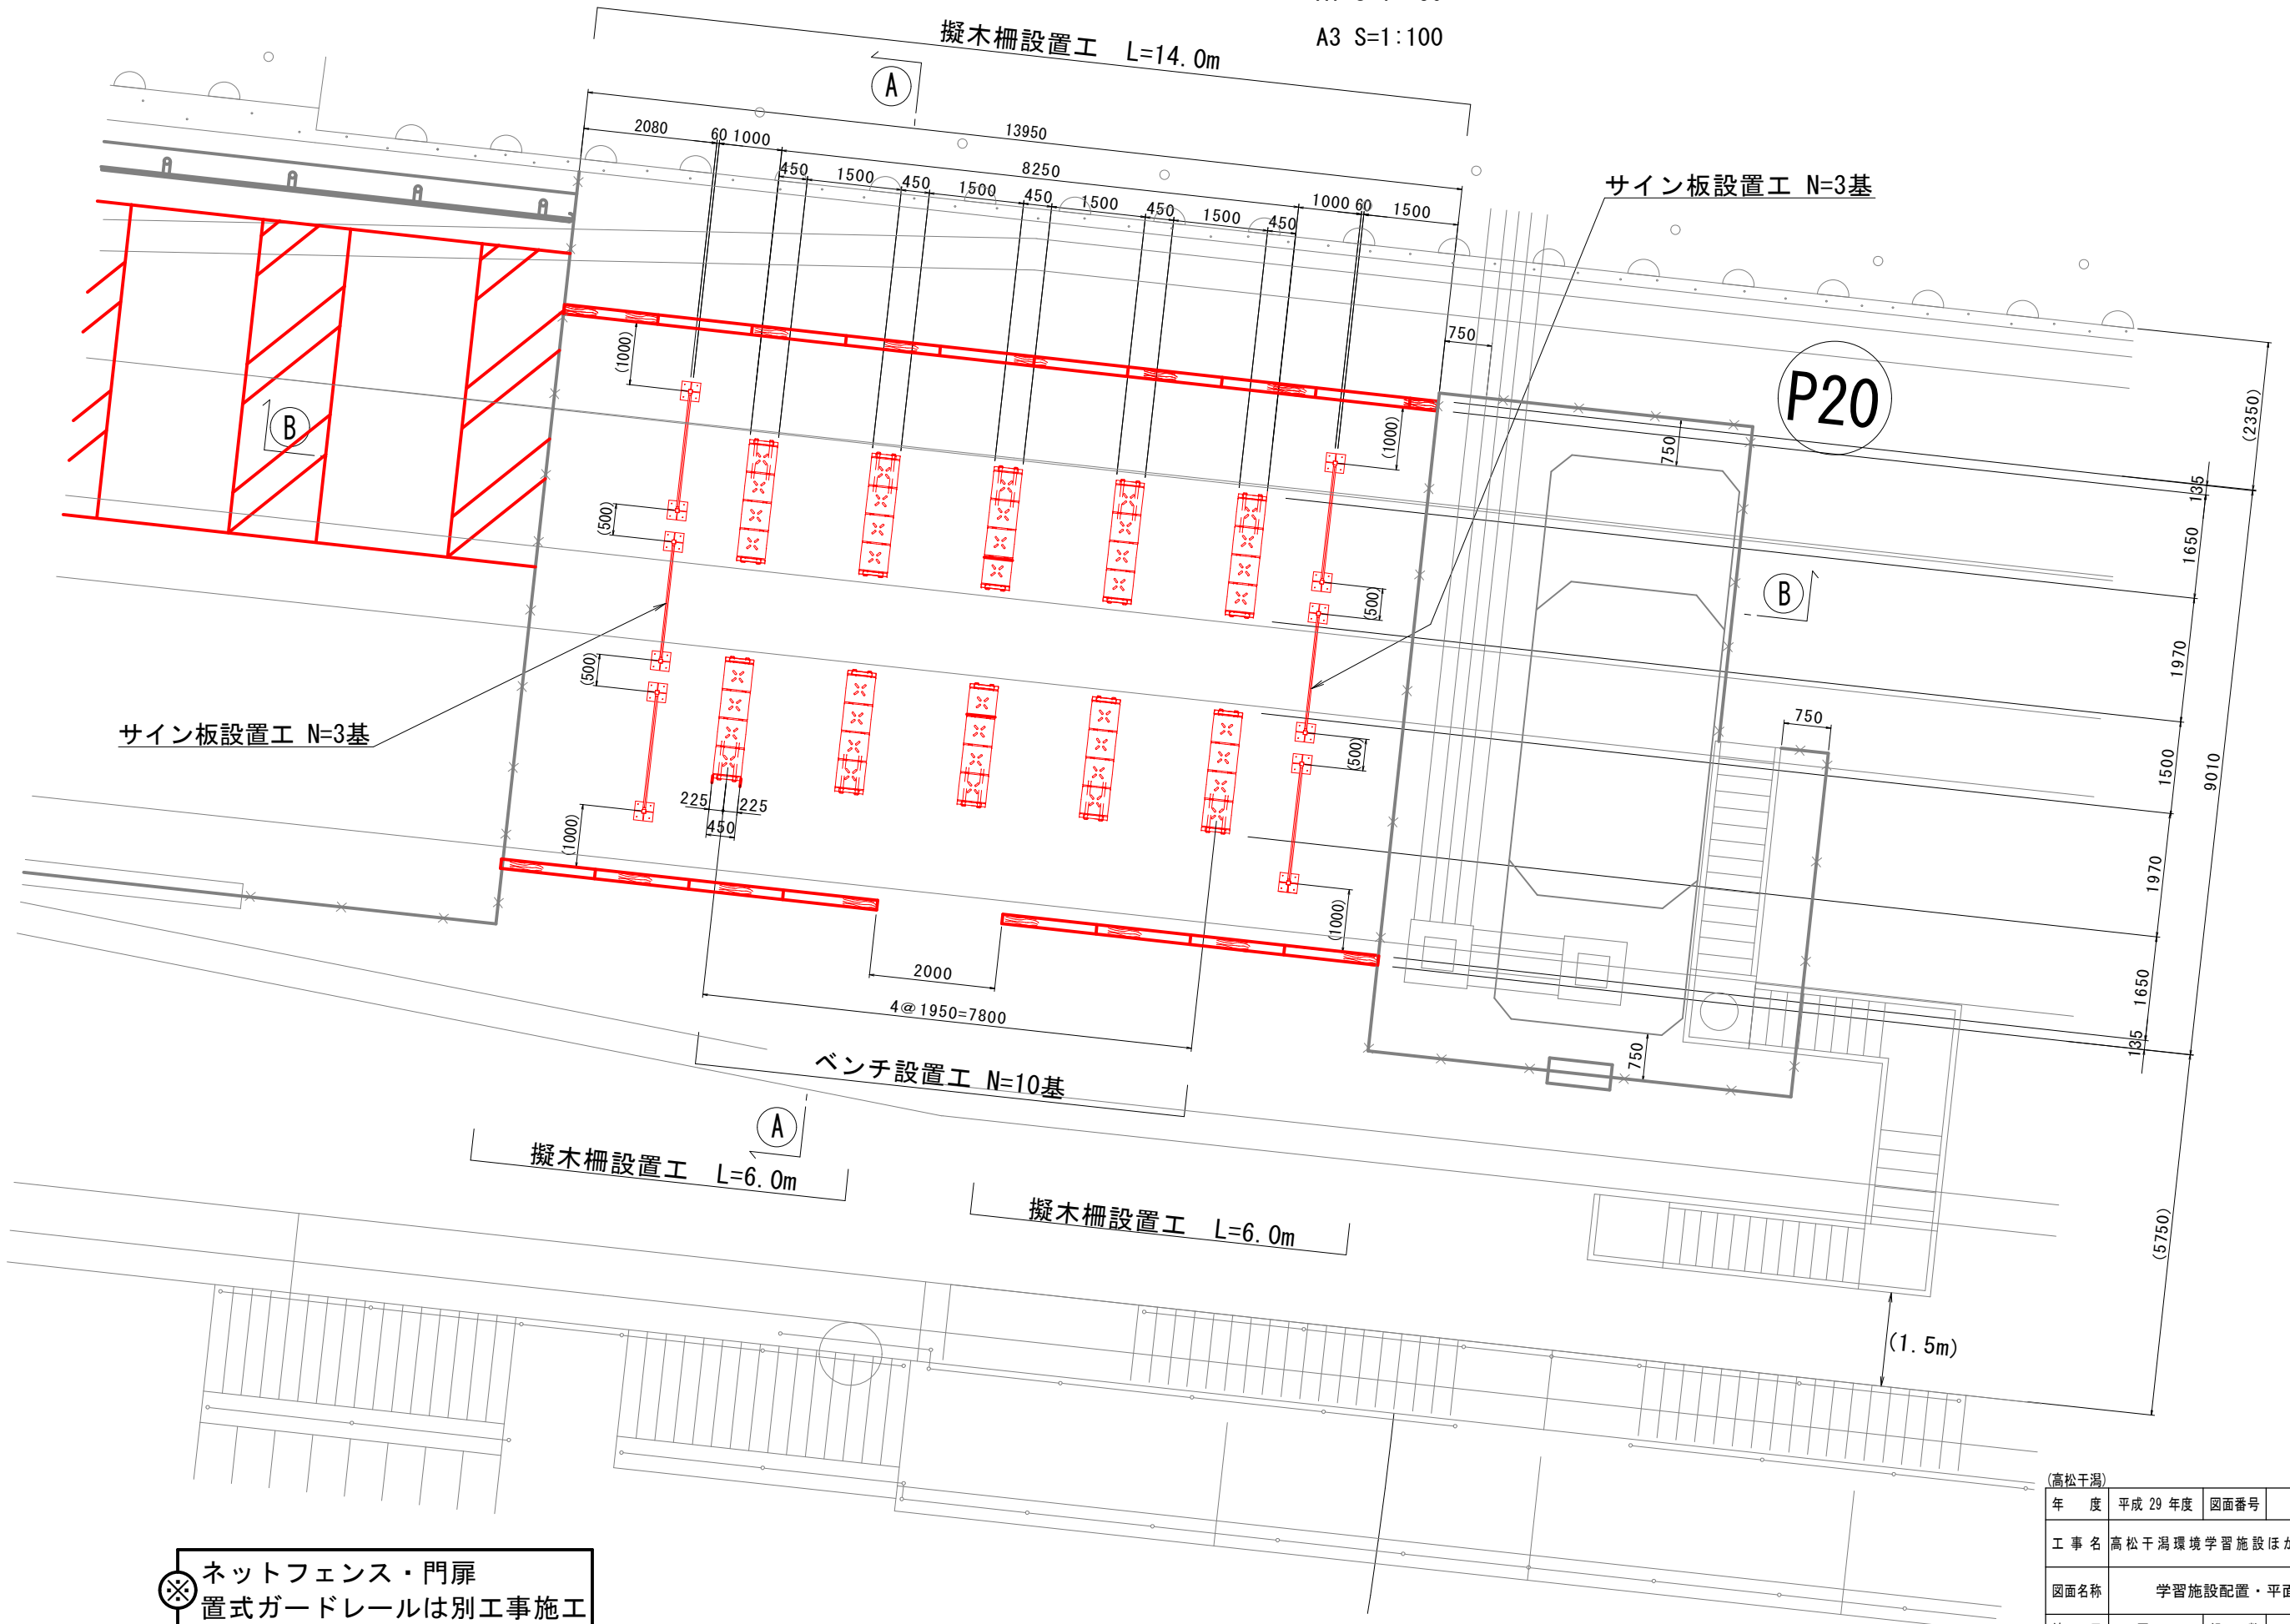 A3 S=1:100
擬木柵設置工 L=14.0m
A
13950
2080
60
1000
8250
1000
60
1500
450
1500
450
1500
450
1500
450
1500
450
サイン板設置工 N=3基
750
P20
(2350)
(1000)
(1000)
750
B
135
1650
(500)
(500)
B
1970
(500)
750
サイン板設置工 N=3基
(500)
1500
9010
225
225
450
(1000)
(1000)
1970
2000
4@1950=7800
1650
135
750
ベンチ設置工 N=10基
A
擬木柵設置工 L=6.0m
擬木柵設置工 L=6.0m
(5750)
(1.5m)
(高松干潟)
年 度 平成 29 年度 図面番号
工 事 名 高松干潟環境学習施設ほか
図面名称 学習施設配置・平面
※ ネットフェンス・門扉
置式ガードレールは別工事施工